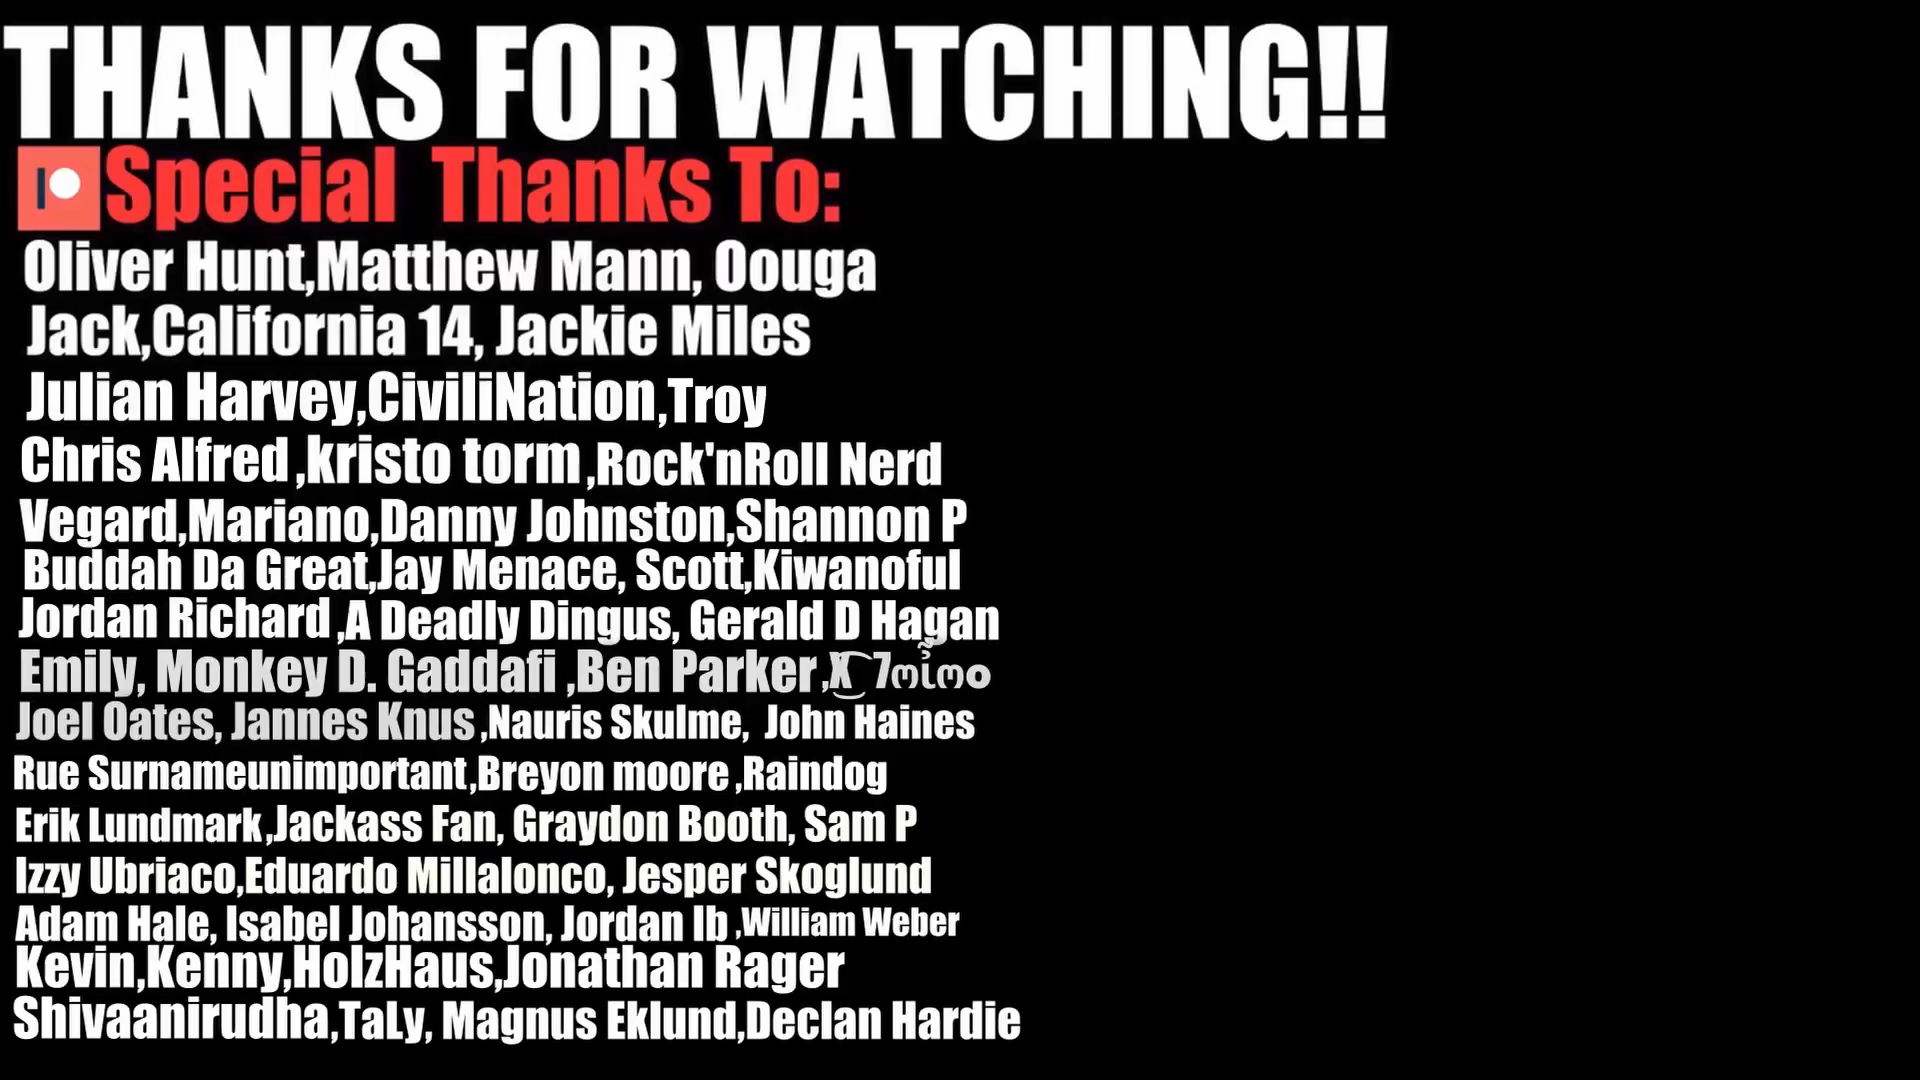 THANKS FOR WATCHING!!
Special Thanks To:
Oliver Hunt,Matthew Mann, Oouga
Jack,California 14, Jackie Miles
Julian Harvey,CiviliNation,Troy
Chris Alfred ,kristo torm ,Rock'nRoll Nerd
Vegard,Mariano,Danny Johnston,Shannon P
Buddah Da Great,Jay Menace, Scott,Kiwanoful
Jordan Richard ,A Deadly Dingus, Gerald D Hagan
Emily, Monkey D. Gaddafi ,Ben Parker
Joel Oates, Jannes Knus ,Nauris Skulme, John Haines
Rue Surnameunimportant,Breyon moore ,Raindog
Erik Lundmark,Jackass Fan, Graydon Booth, Sam P
Izzy Ubriaco,Eduardo Millalonco, Jesper Skoglund
Adam Hale, Isabel Johansson, Jordan Ib ,William Weber
Kevin,Kenny,HolzHaus,Jonathan Rager
Shivaanirudha,TaLy, Magnus Eklund,Declan Hardie